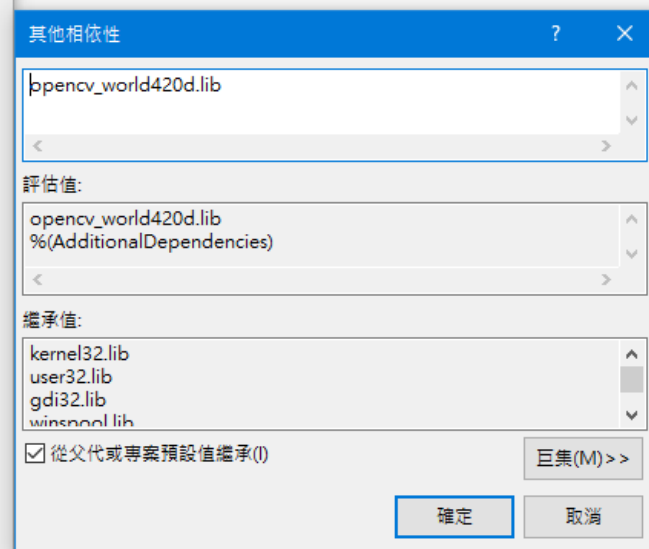 其他相依性
opencv_world420d.lib
評估值:
opencv_world420d.lib
%(AdditionalDependencies)
繼承值:
kernel32.lib
user32.lib
gdi32.lib
winspool.lib
從父代或專案預設值繼承(I)
巨集(M)>>
確定
取消